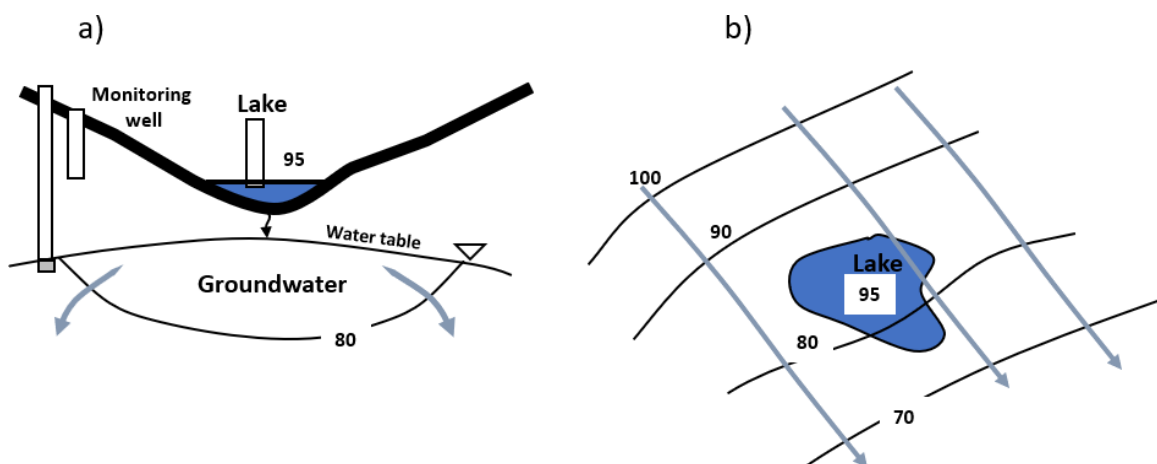 a)
Monitoring
well
Lake
95
Water table
Groundwater
80
b)
100
90
Lake
95
80
70